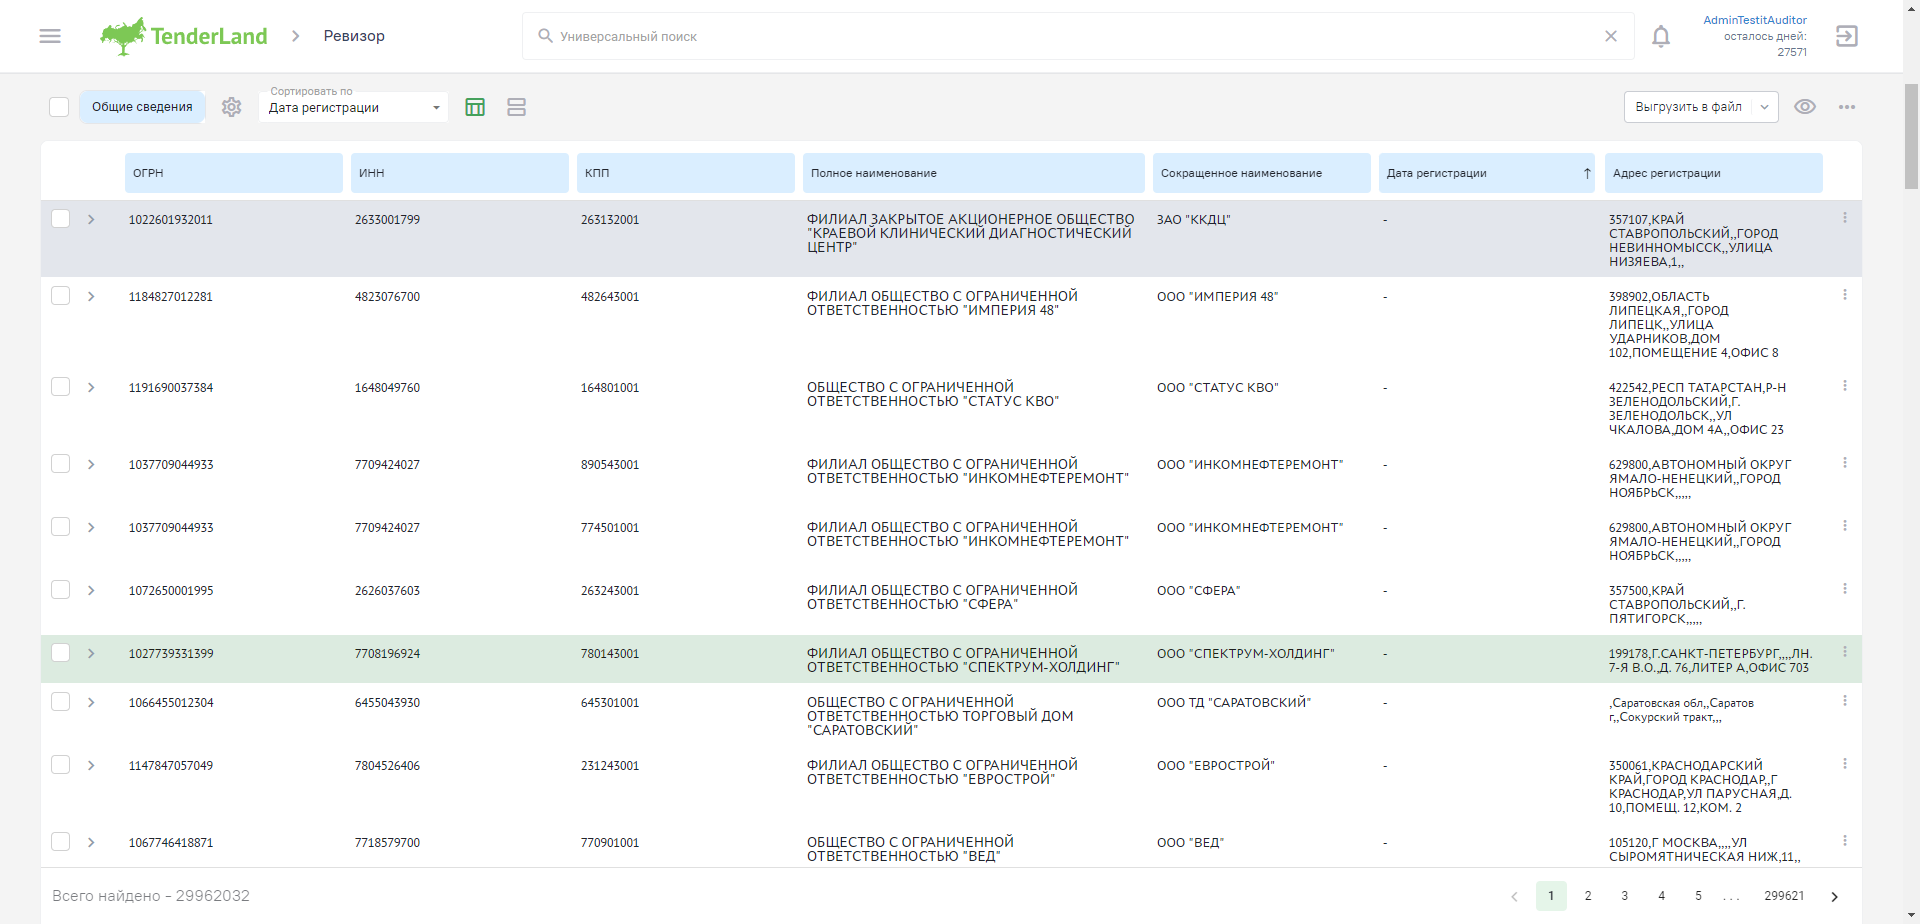 TenderLand
Ревизор
Универсальный поиск
AdminTestitAuditor
осталось дней:
27571
Общие сведения
Сортировать по
Дата регистрации
Выгрузить в файл
ОГРН ИНН КПП Полное наименование Сокращенное наименование Дата регистрации Адрес регистрации
1022601932011 2633001799 263132001 ФИЛИАЛ ЗАКРЫТОЕ АКЦИОНЕРНОЕ ОБЩЕСТВО ЗАО "ККДЦ" - 357107,КРАЙ
"КРАЕВОЙ КЛИНИЧЕСКИЙ ДИАГНОСТИЧЕСКИЙ СТАВРОПОЛЬСКИЙ,,ГОРОД
ЦЕНТР" НЕВИННОМЫССК,,УЛИЦА
НИЗЯЕВА,1,,
1184827012281 4823076700 482643001 ФИЛИАЛ ОБЩЕСТВО С ОГРАНИЧЕННОЙ ООО "ИМПЕРИЯ 48" - 398902,ОБЛАСТЬ
ОТВЕТСТВЕННОСТЬЮ "ИМПЕРИЯ 48" ЛИПЕЦКАЯ,,ГОРОД
ЛИПЕЦК,,УЛИЦА
УДАРНИКОВ,ДОМ
102,ПОМЕЩЕНИЕ 4,ОФИС 8
1191690037384 1648049760 164801001 ОБЩЕСТВО С ОГРАНИЧЕННОЙ ООО "СТАТУС КВО" - 422542,РЕСП ТАТАРСТАН,Р-Н
ОТВЕТСТВЕННОСТЬЮ "СТАТУС КВО" ЗЕЛЕНОДОЛЬСКИЙ,Г.
ЗЕЛЕНОДОЛЬСК,,УЛ
ЧКАЛОВА,ДОМ 4А,,ОФИС 23
1037709044933 7709424027 890543001 ФИЛИАЛ ОБЩЕСТВО С ОГРАНИЧЕННОЙ ООО "ИНКОМНЕФТЕРЕМОНТ" - 629800,АВТОНОМНЫЙ ОКРУГ
ОТВЕТСТВЕННОСТЬЮ "ИНКОМНЕФТЕРЕМОНТ" ЯМАЛО-НЕНЕЦКИЙ,,ГОРОД
НОЯБРЬСК,,,,,
1037709044933 7709424027 774501001 ФИЛИАЛ ОБЩЕСТВО С ОГРАНИЧЕННОЙ ООО "ИНКОМНЕФТЕРЕМОНТ" - 629800,АВТОНОМНЫЙ ОКРУГ
ОТВЕТСТВЕННОСТЬЮ "ИНКОМНЕФТЕРЕМОНТ" ЯМАЛО-НЕНЕЦКИЙ,,ГОРОД
НОЯБРЬСК,,,,,
1072650001995 2626037603 263243001 ФИЛИАЛ ОБЩЕСТВО С ОГРАНИЧЕННОЙ ООО "СФЕРА" - 357500,КРАЙ
ОТВЕТСТВЕННОСТЬЮ "СФЕРА" СТАВРОПОЛЬСКИЙ,,Г.
ПЯТИГОРСК,,,,,
1027739331399 7708196924 780143001 ФИЛИАЛ ОБЩЕСТВО С ОГРАНИЧЕННОЙ ООО "СПЕКТРУМ-ХОЛДИНГ" - 199178,Г.САНКТ-ПЕТЕРБУРГ,,,,ЛН.
ОТВЕТСТВЕННОСТЬЮ "СПЕКТРУМ-ХОЛДИНГ" 7-Я В.О.,Д. 76,ЛИТЕР А,ОФИС 703
1066455012304 6455043930 645301001 ОБЩЕСТВО С ОГРАНИЧЕННОЙ ООО ТД "САРАТОВСКИЙ" - ,Саратовская обл,,Саратов
ОТВЕТСТВЕННОСТЬЮ ТОРГОВЫЙ ДОМ г,,Сокурский тракт,,,
"САРАТОВСКИЙ"
1147847057049 7804526406 231243001 ФИЛИАЛ ОБЩЕСТВО С ОГРАНИЧЕННОЙ ООО "ЕВРОСТРОЙ" - 350061,КРАСНОДАРСКИЙ
ОТВЕТСТВЕННОСТЬЮ "ЕВРОСТРОЙ" КРАЙ,ГОРОД КРАСНОДАР,,Г
КРАСНОДАР,УЛ ПАРУСНАЯ,Д.
10,ПОМЕЩ. 12,КОМ. 2
1067746418871 7718579700 770901001 ОБЩЕСТВО С ОГРАНИЧЕННОЙ ООО "ВЕД" - 105120,Г МОСКВА,,,,УЛ
ОТВЕТСТВЕННОСТЬЮ "ВЕД" СЫРОМЯТНИЧЕСКАЯ НИЖ,11,,
Всего найдено - 29962032
1 2 3 4 5 ... 299621